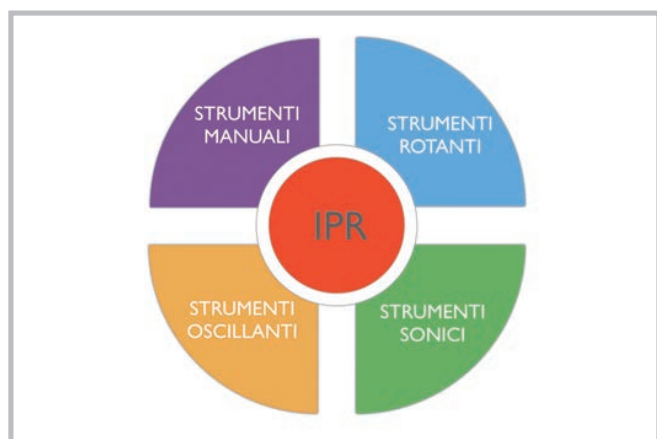 STRUMENTI
MANUALI
STRUMENTI
ROTANTI
IPR
STRUMENTI
OSCILLANTI
STRUMENTI
SONICI